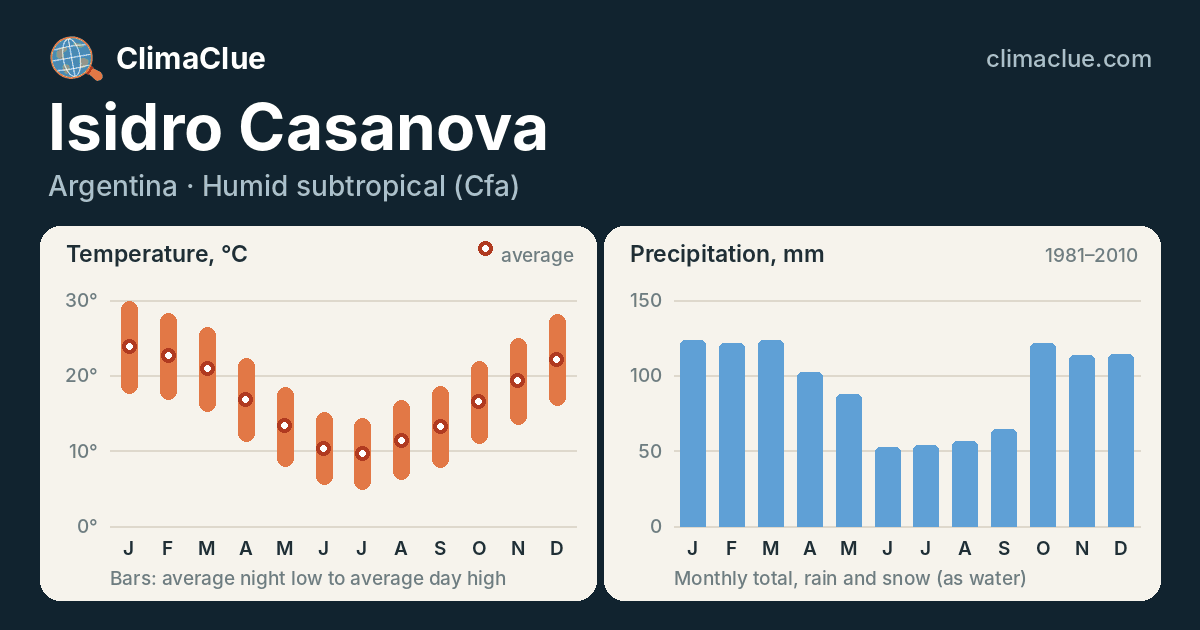 ClimaClue
climaclue.com
Isidro Casanova
Argentina · Humid subtropical (Cfa)
Temperature, °C
average
30°
20°
10°
0°
J F M A M J J A S O N D
Bars: average night low to average day high
Precipitation, mm
1981–2010
150
100
50
0
J F M A M J J A S O N D
Monthly total, rain and snow (as water)